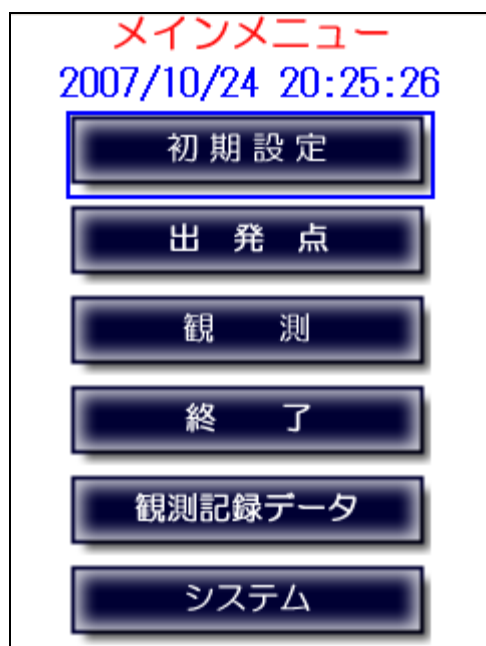 メインメニュー
2007/10/24 20:25:26
初期設定
出発点
観測
終了
観測記録データ
システム